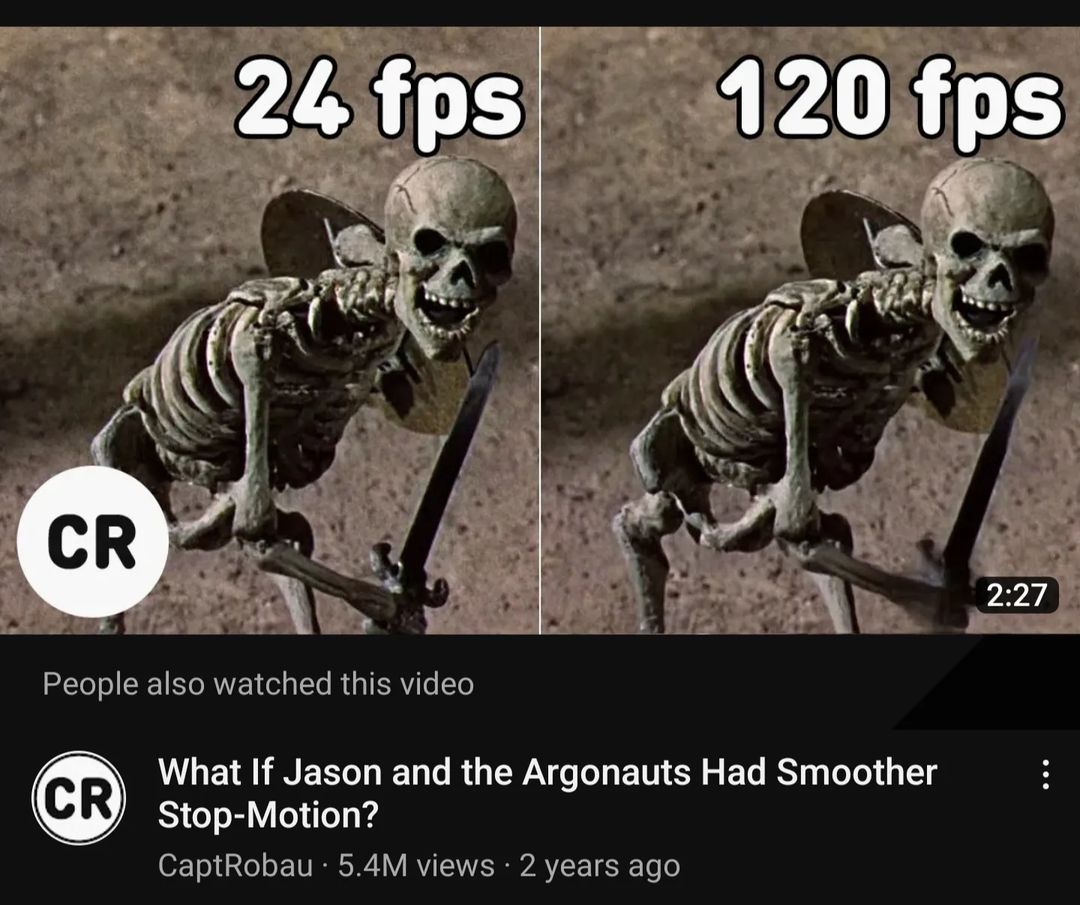 24 fps
120 fps
CR
2:27
People also watched this video
CR
What If Jason and the Argonauts Had Smoother
Stop-Motion?
CaptRobau · 5.4M views · 2 years ago